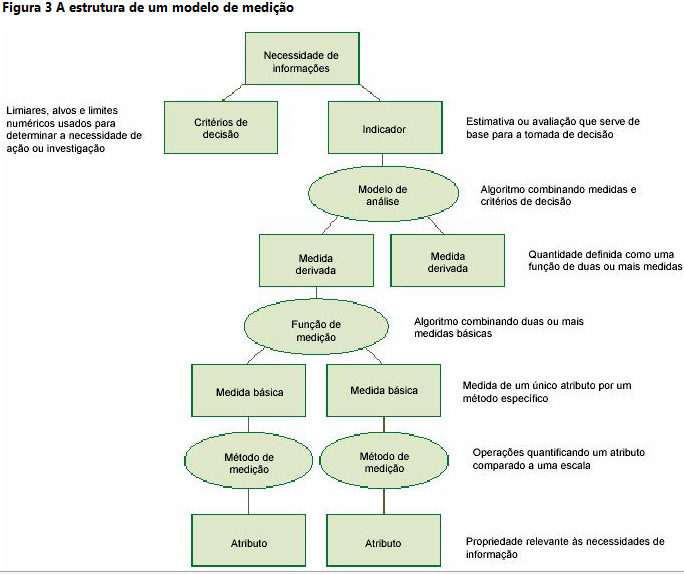 Figura 3 A estrutura de um modelo de medição
Necessidade de
informações
Limiares, alvos e limites
numéricos usados para
determinar a necessidade de
ação ou investigação
Critérios de
decisão
Indicador
Estimativa ou avaliação que serve de
base para a tomada de decisão
Modelo de
análise
Algoritmo combinando medidas e
critérios de decisão
Medida
derivada
Medida
derivada
Quantidade definida como uma
função de duas ou mais medidas
Função de
medição
Algoritmo combinando duas ou mais
medidas básicas
Medida básica
Medida básica
Medida de um único atributo por um
método específico
Método de
medição
Método de
medição
Operações quantificando um atributo
comparado a uma escala
Atributo
Atributo
Propriedade relevante às necessidades de
informação